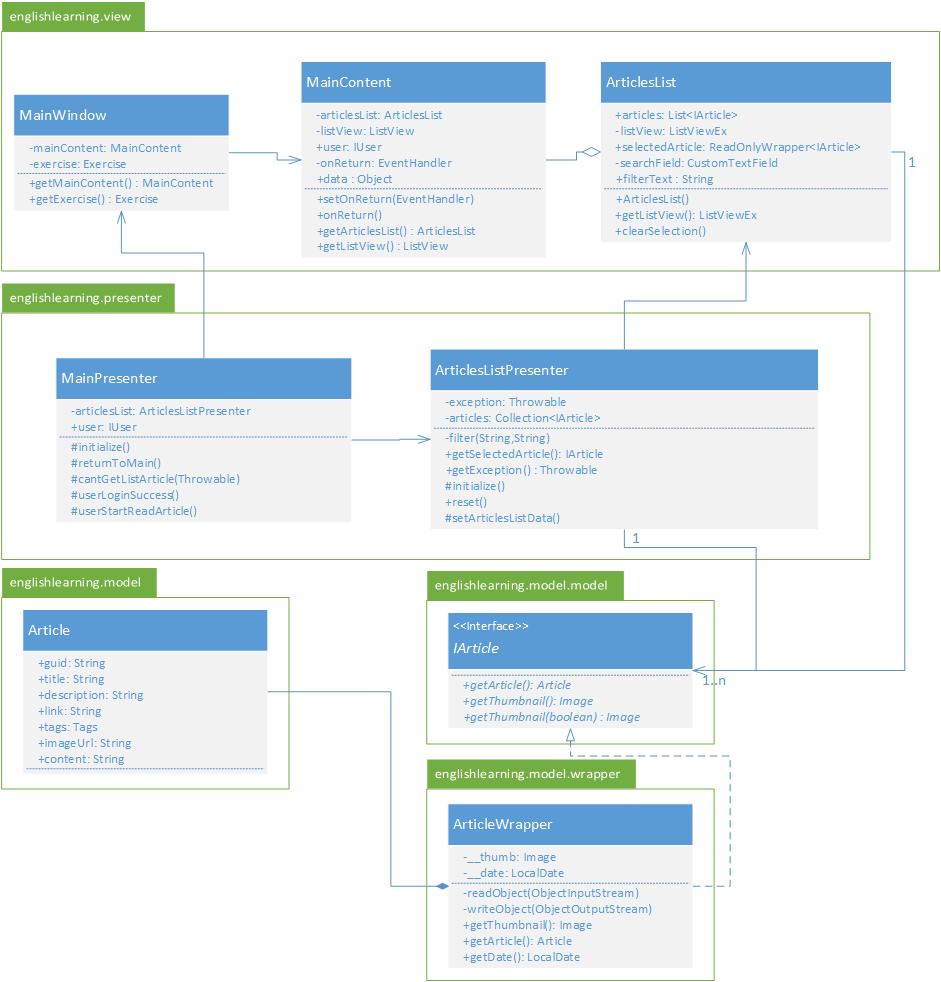 englishlearning.view
MainWindow
-mainContent: MainContent
-exercise: Exercise
+getMainContent() : MainContent
+getExercise() : Exercise
MainContent
-articlesList: ArticlesList
-listView: ListView
+user: IUser
-onReturn: EventHandler
+data : Object
+setOnReturn(EventHandler)
+onReturn()
+getArticlesList() : ArticlesList
+getListView() : ListView
ArticlesList
+articles: List<IArticle>
-listView: ListViewEx
+selectedArticle: ReadOnlyWrapper<IArticle>
-searchField: CustomTextField
+filterText : String
+ArticlesList()
+getListView(): ListViewEx
+clearSelection()
1
englishlearning.presenter
MainPresenter
-articlesList: ArticlesListPresenter
+user: IUser
#initialize()
#returnToMain()
#cantGetListArticle(Throwable)
#userLoginSuccess()
#userStartReadArticle()
ArticlesListPresenter
-exception: Throwable
-articles: Collection<IArticle>
-filter(String,String)
+getSelectedArticle(): IArticle
+getException() : Throwable
#initialize()
+reset()
#setArticlesListData()
1
englishlearning.model
Article
+guid: String
+title: String
+description: String
+link: String
+tags: Tags
+imageUrl: String
+content: String
englishlearning.model.model
<<Interface>>
IArticle
+getArticle(): Article
+getThumbnail(): Image
+getThumbnail(boolean) : Image
1..n
englishlearning.model.wrapper
ArticleWrapper
-__thumb: Image
-__date: LocalDate
-readObject(ObjectInputStream)
-writeObject(ObjectOutputStream)
+getThumbnail(): Image
+getArticle(): Article
+getDate(): LocalDate